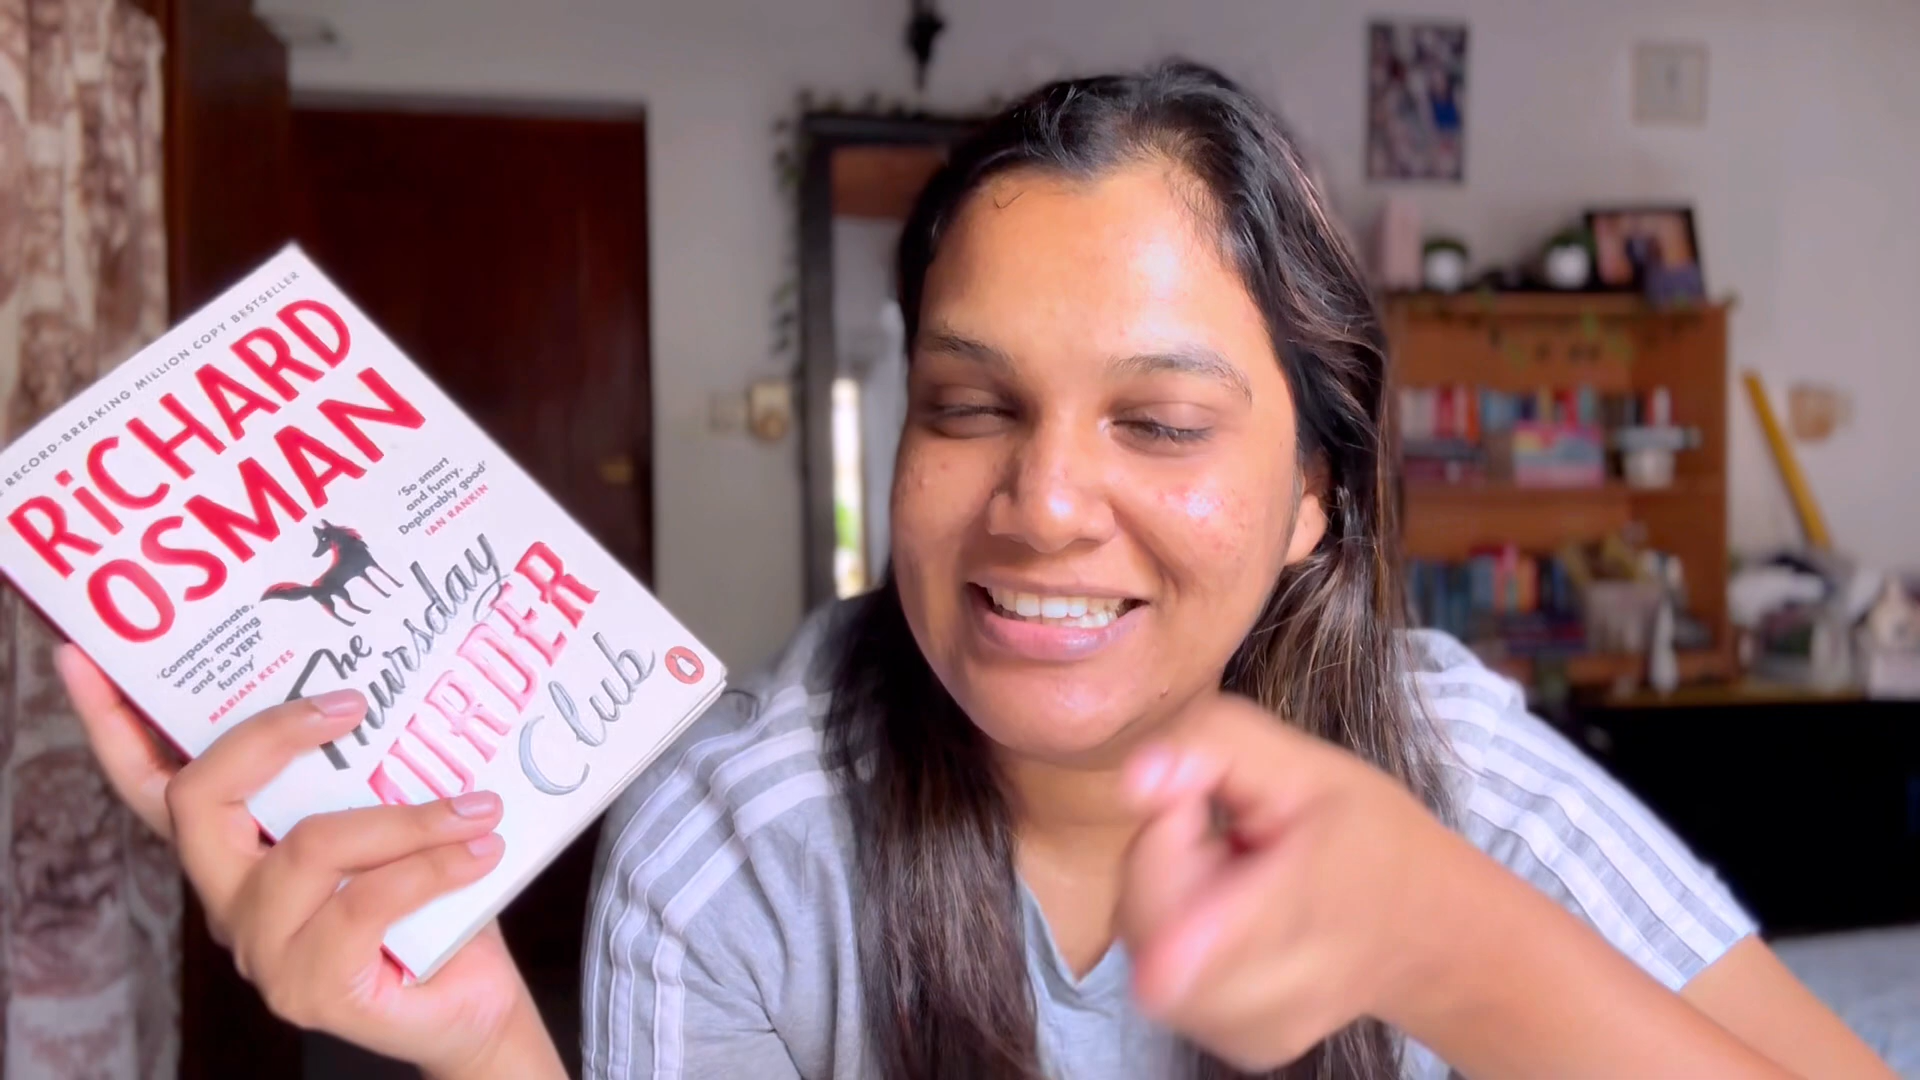 RECORD-BREAKING MILLION COPY BESTSELLER
RiCHARD
OSMAN
'So smart
and funny.
Deplorably good'
IAN RANKIN
'Compassionate,
warm, moving
and so VERY
funny'
MARIAN KEYES
The
Thursday
MURDER
Club